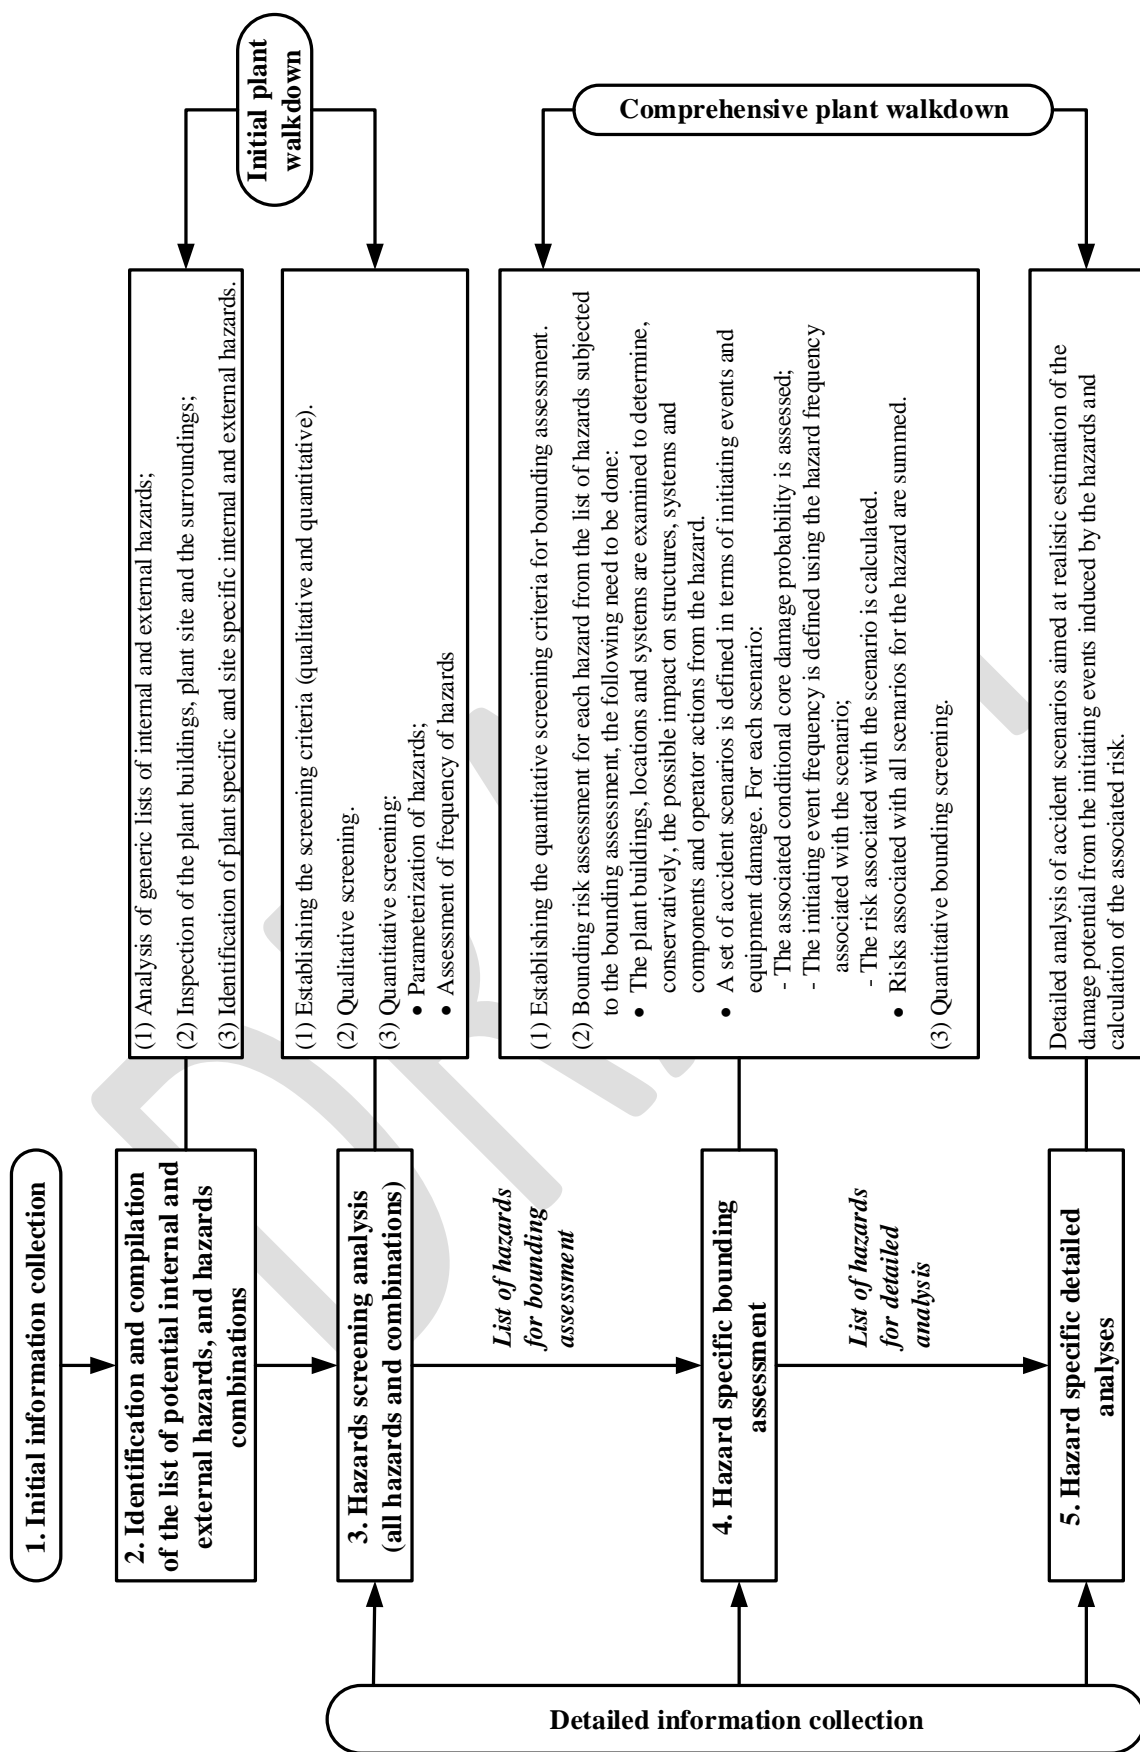 1. Initial information collection
2. Identification and compilation
of the list of potential internal and
external hazards, and hazards
combinations
(1) Analysis of generic lists of internal and external hazards;
(2) Inspection of the plant buildings, plant site and the surroundings;
(3) Identification of plant specific and site specific internal and external hazards.
Initial plant
walkdown
3. Hazards screening analysis
(all hazards and combinations)
(1) Establishing the screening criteria (qualitative and quantitative).
(2) Qualitative screening.
(3) Quantitative screening:
• Parameterization of hazards;
• Assessment of frequency of hazards
List of hazards
for bounding
assessment
4. Hazard specific bounding
assessment
(1) Establishing the quantitative screening criteria for bounding assessment.
(2) Bounding risk assessment for each hazard from the list of hazards subjected
to the bounding assessment, the following need to be done:
• The plant buildings, locations and systems are examined to determine,
conservatively, the possible impact on structures, systems and
components and operator actions from the hazard.
• A set of accident scenarios is defined in terms of initiating events and
equipment damage. For each scenario:
- The associated conditional core damage probability is assessed;
- The initiating event frequency is defined using the hazard frequency
associated with the scenario;
- The risk associated with the scenario is calculated.
• Risks associated with all scenarios for the hazard are summed.
(3) Quantitative bounding screening.
Comprehensive plant walkdown
List of hazards
for detailed
analysis
5. Hazard specific detailed
analyses
Detailed analysis of accident scenarios aimed at realistic estimation of the
damage potential from the initiating events induced by the hazards and
calculation of the associated risk.
Detailed information collection
DRAFT